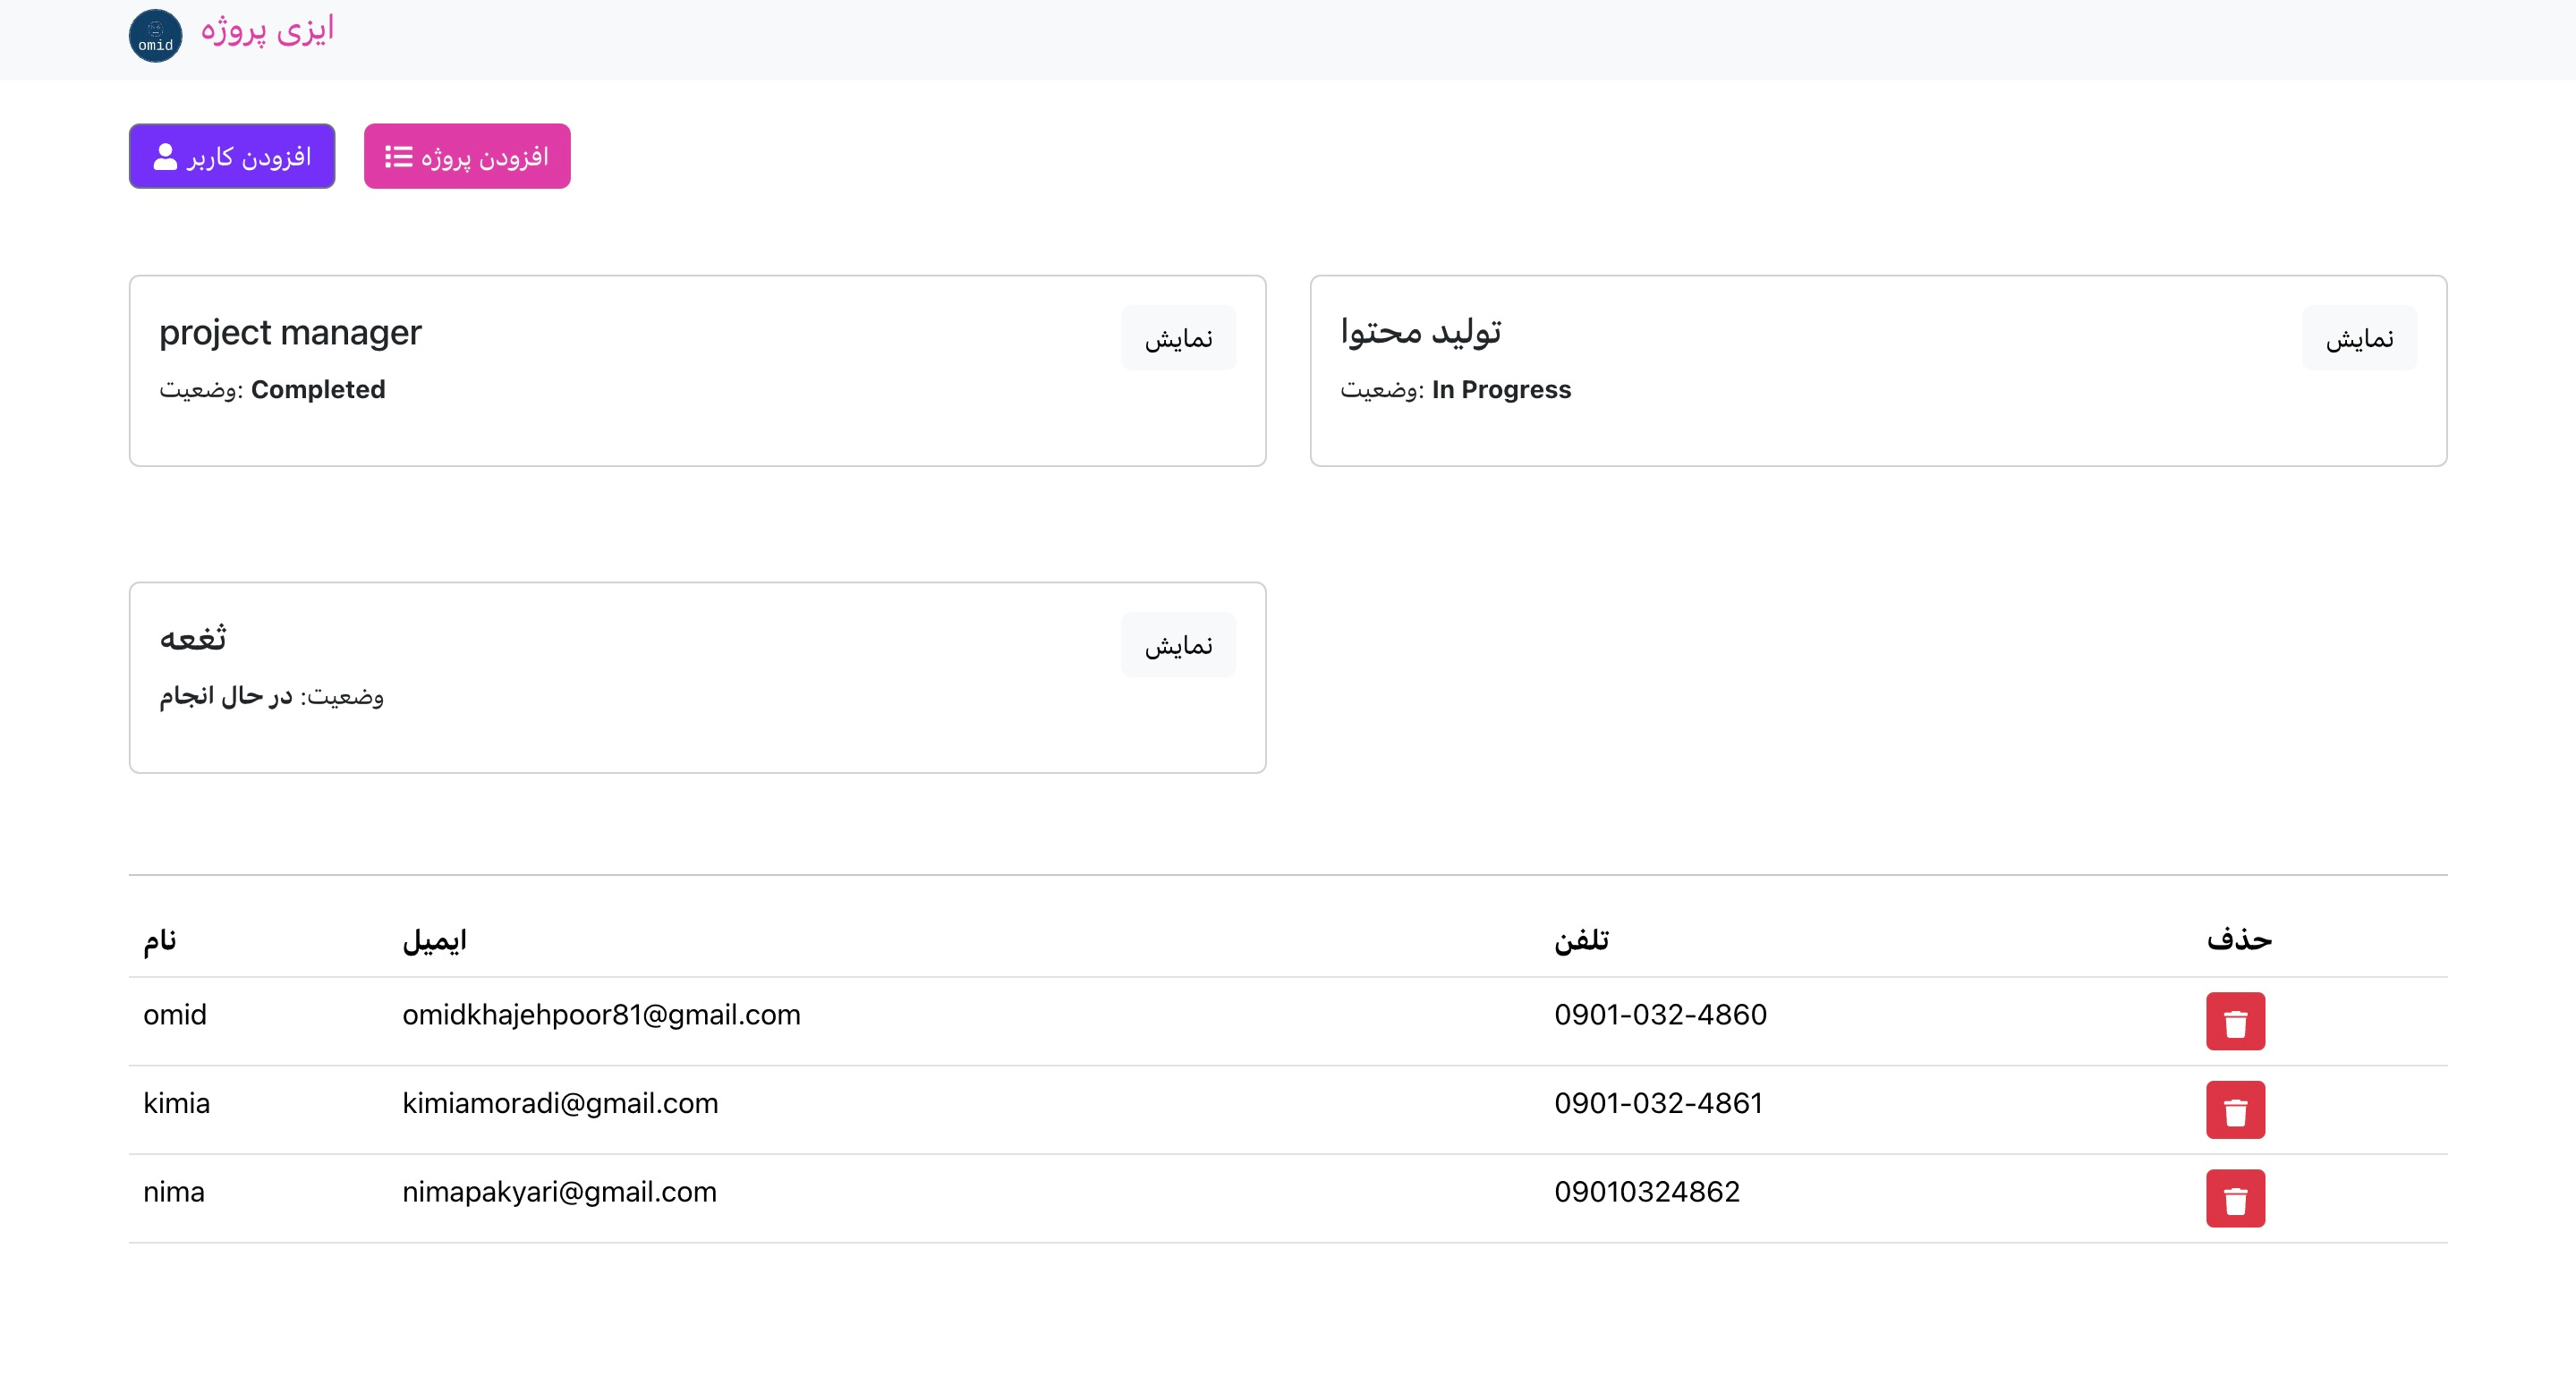 omid
ایزی پروژه
افزودن کاربر
افزودن پروژه
project manager
نمایش
وضعیت: Completed
تولید محتوا
نمایش
وضعیت: In Progress
ثغعه
نمایش
وضعیت: در حال انجام
نام ایمیل تلفن حذف
omid omidkhajehpoor81@gmail.com 0901-032-4860
kimia kimiamoradi@gmail.com 0901-032-4861
nima nimapakyari@gmail.com 09010324862